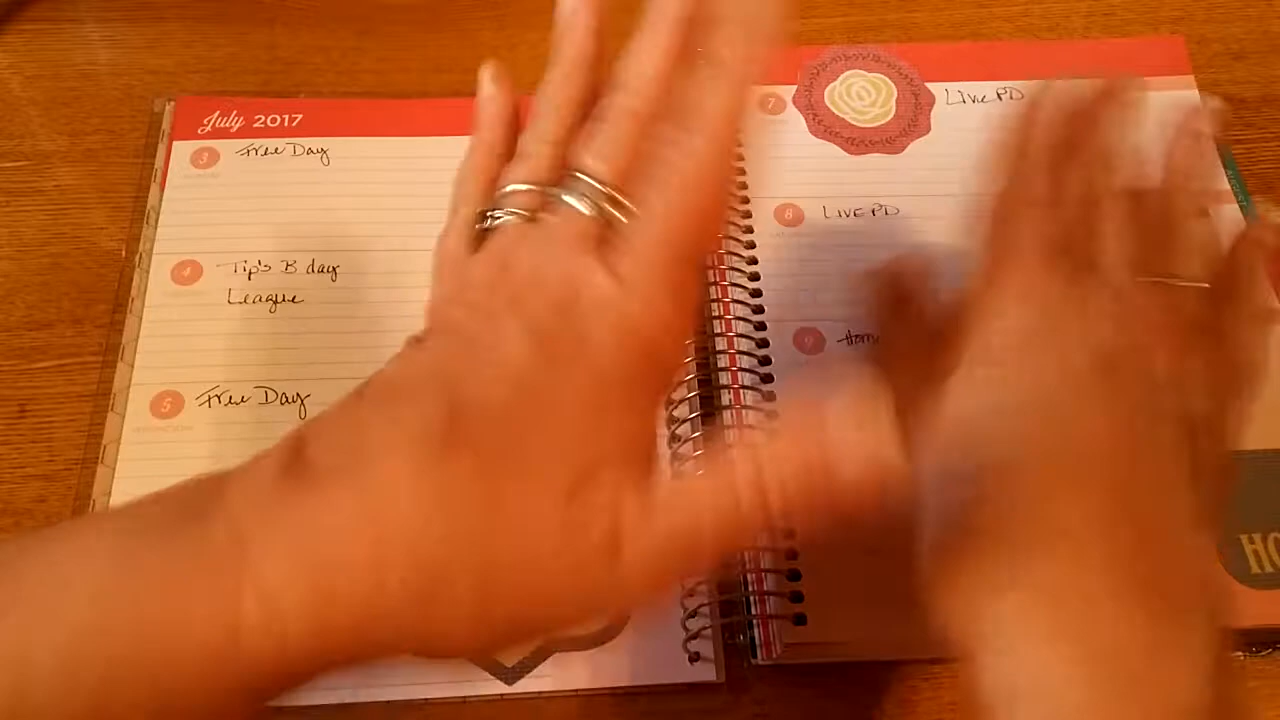 July 2017
3
Free Day
4
Tip's B day
League
5
Free Day
7
Live PD
8
LIVE PD
9